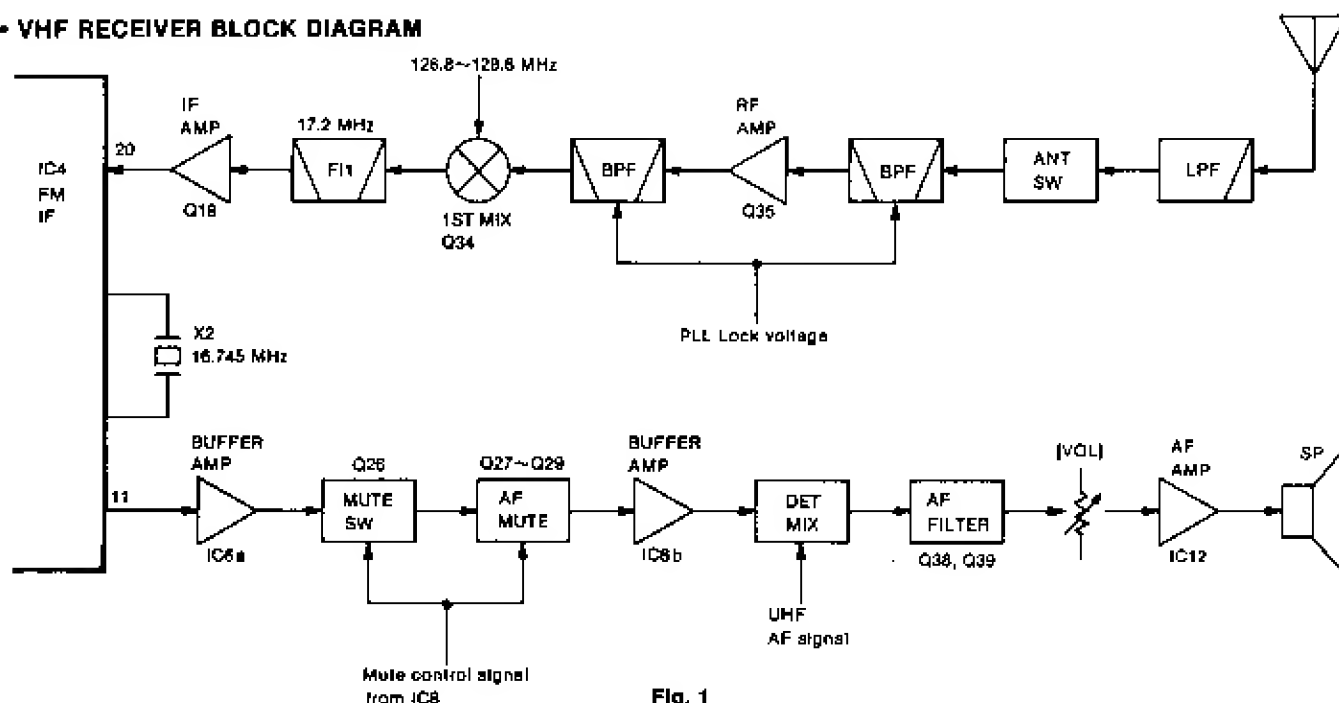 • VHF RECEIVER BLOCK DIAGRAM
126.8~128.8 MHz
IF
AMP
17.2 MHz
RF
AMP
20
IC4
FM
IF
FI1
BPF
BPF
ANT
SW
LPF
Q18
1ST MIX
Q34
Q35
PLL Lock voltage
X2
16.745 MHz
BUFFER
AMP
Q26
Q27~Q29
BUFFER
AMP
[VOL]
AF
AMP
SP
11
MUTE
SW
AF
MUTE
DET
MIX
AF
FILTER
IC6a
IC6b
Q38, Q39
IC12
UHF
AF signal
Mute control signal
from IC8
Fig. 1